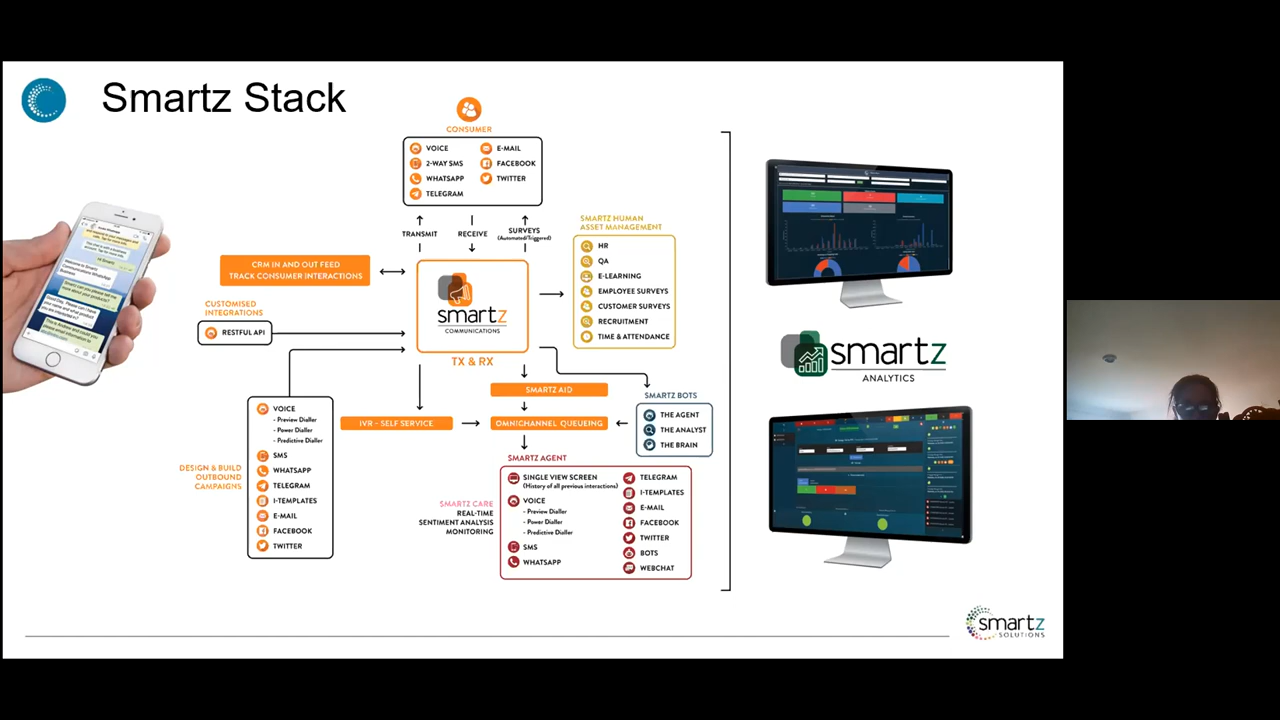 Smartz Stack
CONSUMER
VOICE
2-WAY SMS
WHATSAPP
TELEGRAM
E-MAIL
FACEBOOK
TWITTER
TRANSMIT
RECEIVE
SURVEYS
(Automated/Triggered)
CRM IN AND OUT FEED
TRACK CONSUMER INTERACTIONS
CUSTOMISED
INTEGRATIONS
RESTFUL API
smartz
COMMUNICATIONS
TX & RX
SMARTZ HUMAN
ASSET MANAGEMENT
HR
QA
E-LEARNING
EMPLOYEE SURVEYS
CUSTOMER SURVEYS
RECRUITMENT
TIME & ATTENDANCE
SMARTZ AID
IVR - SELF SERVICE
OMNICHANNEL QUEUEING
SMARTZ BOTS
THE AGENT
THE ANALYST
THE BRAIN
DESIGN & BUILD
OUTBOUND
CAMPAIGNS
VOICE
- Preview Dialler
- Power Dialler
- Predictive Dialler
SMS
WHATSAPP
TELEGRAM
I-TEMPLATES
E-MAIL
FACEBOOK
TWITTER
SMARTZ CARE
REAL-TIME
SENTIMENT ANALYSIS
MONITORING
SMARTZ AGENT
SINGLE VIEW SCREEN
(History of all previous interactions)
VOICE
- Preview Dialler
- Power Dialler
- Predictive Dialler
SMS
WHATSAPP
TELEGRAM
I-TEMPLATES
E-MAIL
FACEBOOK
TWITTER
BOTS
WEBCHAT
smartz
ANALYTICS
smartz
SOLUTIONS